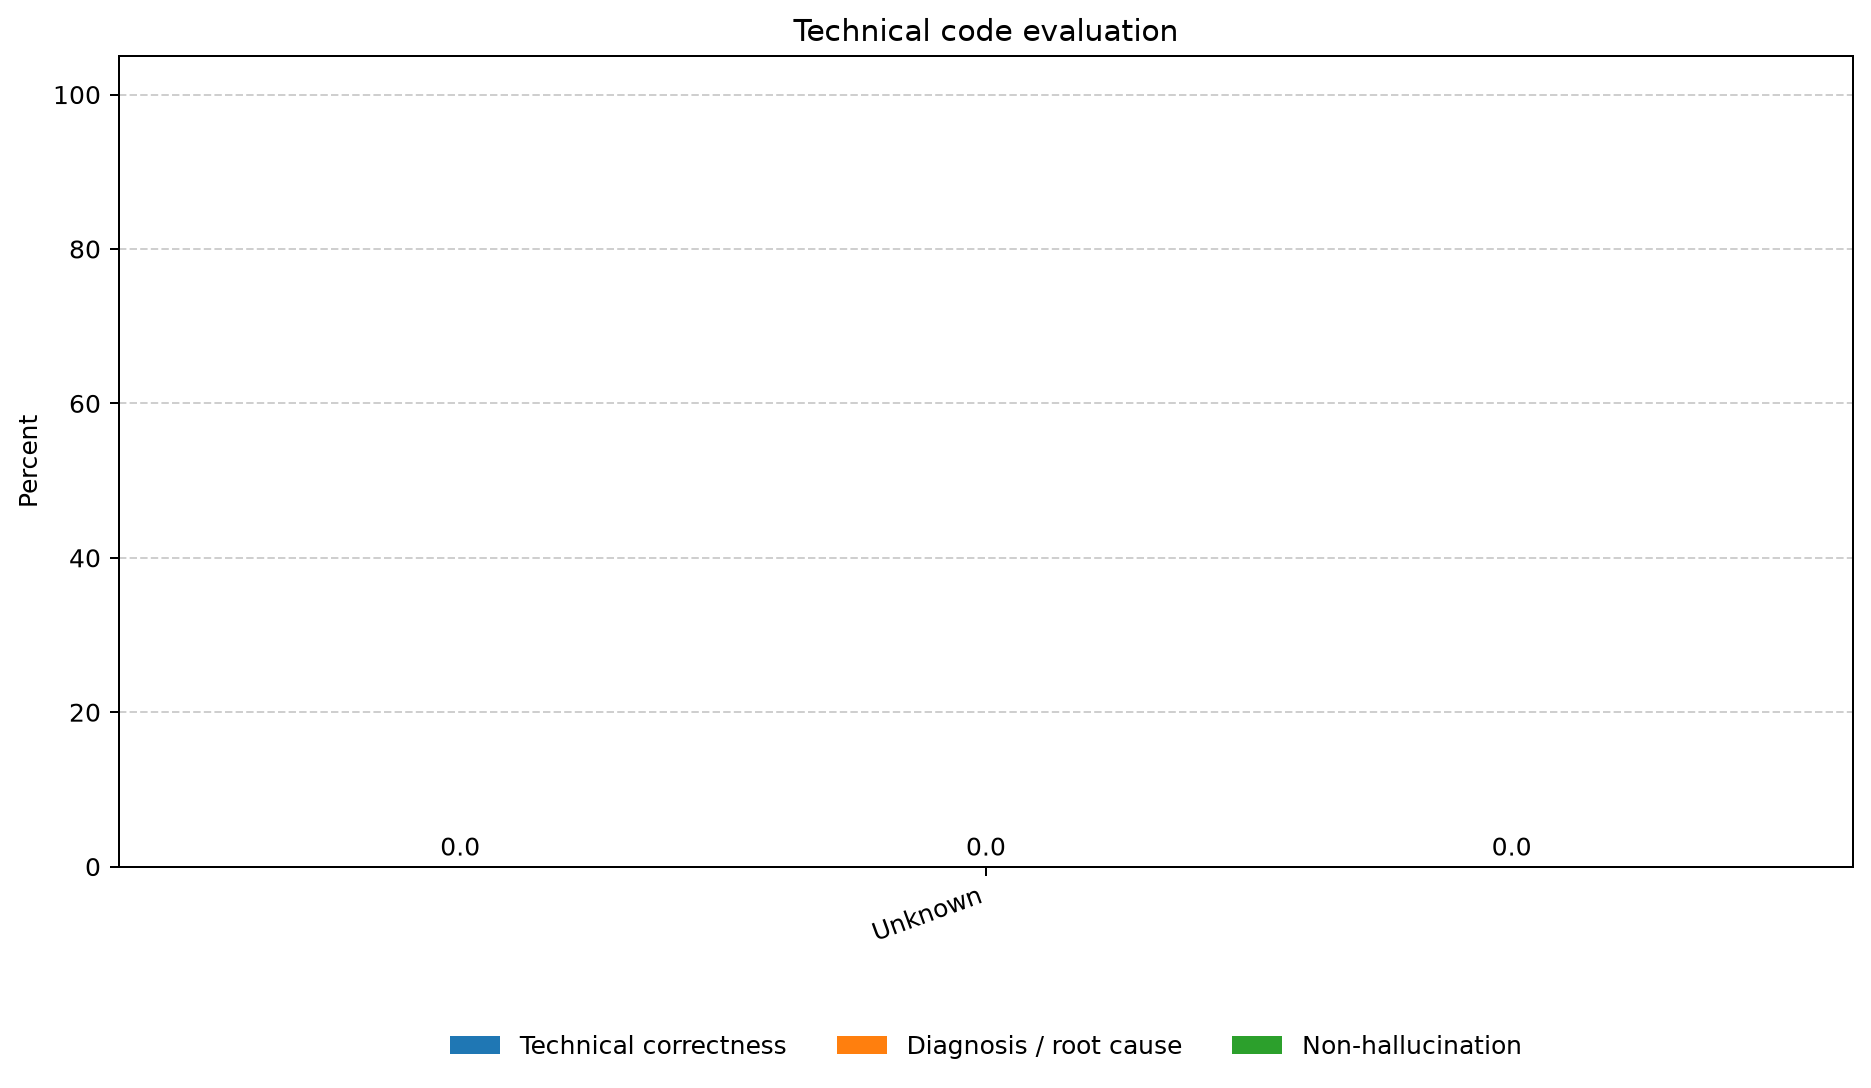 Technical code evaluation
100
80
60
40
20
0
Percent
0.0 0.0 0.0
Unknown
Technical correctness Diagnosis / root cause Non-hallucination